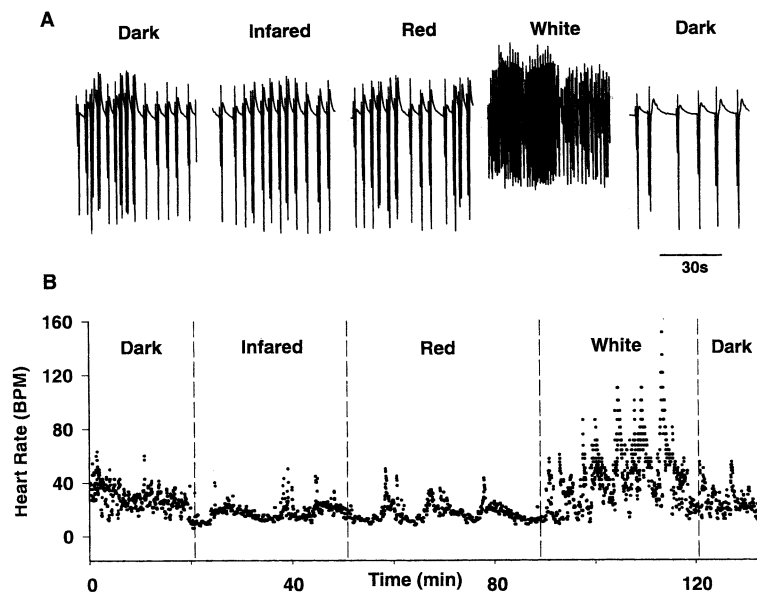 A
Dark Infared Red White Dark
30s
B
160
120
80
40
0
Heart Rate (BPM)
Dark Infared Red White Dark
0 40 80 120
Time (min)